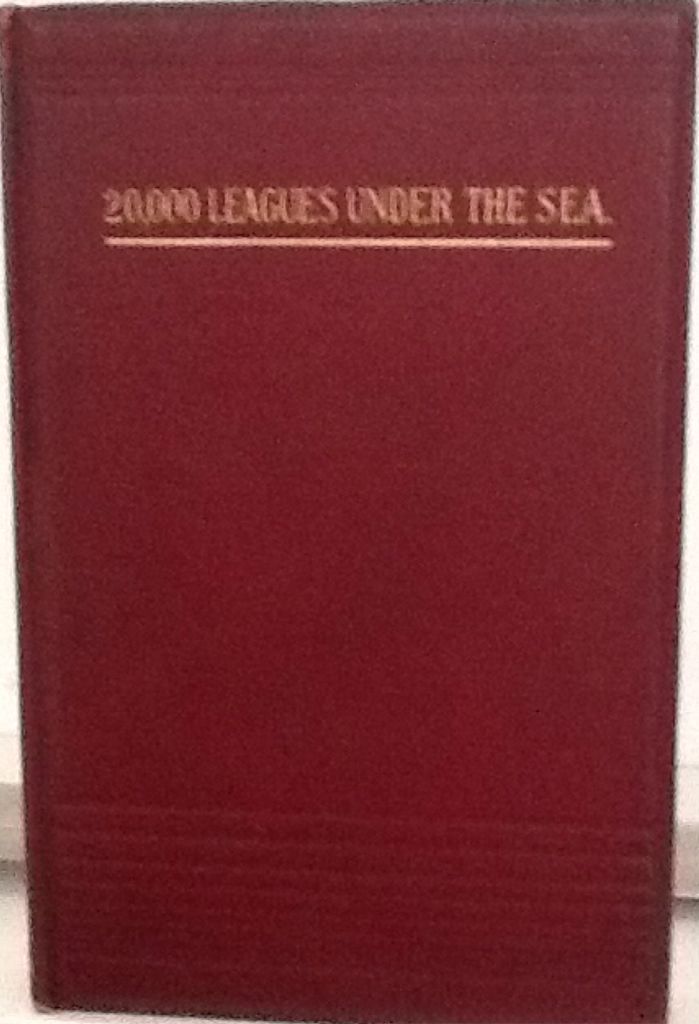 20,000 LEAGUES UNDER THE SEA.